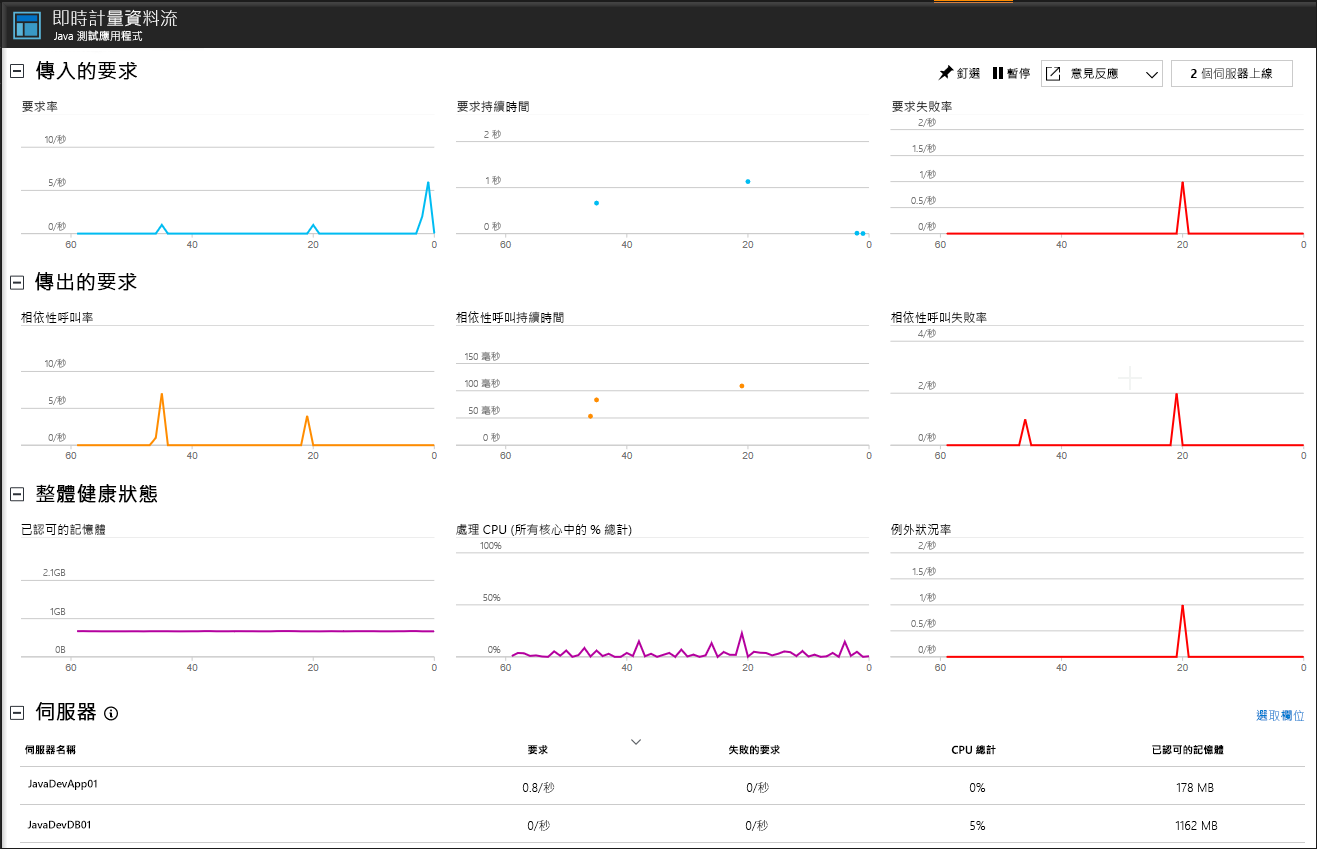 即時計量資料流
Java 測試應用程式
傳入的要求
釘選 暫停 意見反應 2 個伺服器上線
要求率 要求持續時間 要求失敗率
10/秒
5/秒
0/秒
60 40 20 0
2 秒
1 秒
0 秒
60 40 20 0
2/秒
1.5/秒
1/秒
0.5/秒
0/秒
60 40 20 0
傳出的要求
相依性呼叫率 相依性呼叫持續時間 相依性呼叫失敗率
10/秒
5/秒
0/秒
60 40 20 0
150 毫秒
100 毫秒
50 毫秒
0 秒
60 40 20 0
4/秒
2/秒
0/秒
60 40 20 0
整體健康狀態
已認可的記憶體 處理 CPU (所有核心中的 % 總計) 例外狀況率
2.1GB
1GB
0B
60 40 20 0
100%
50%
0%
60 40 20 0
2/秒
1.5/秒
1/秒
0.5/秒
0/秒
60 40 20 0
伺服器
選取欄位
伺服器名稱 要求 失敗的要求 CPU 總計 已認可的記憶體
JavaDevApp01 0.8/秒 0/秒 0% 178 MB
JavaDevDB01 0/秒 0/秒 5% 1162 MB